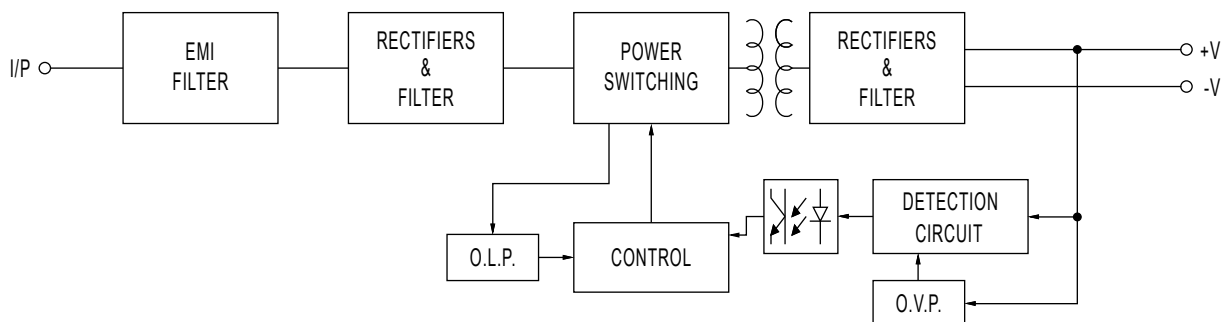 I/P
EMI
FILTER
RECTIFIERS
&
FILTER
POWER
SWITCHING
RECTIFIERS
&
FILTER
+V
-V
O.L.P.
CONTROL
DETECTION
CIRCUIT
O.V.P.